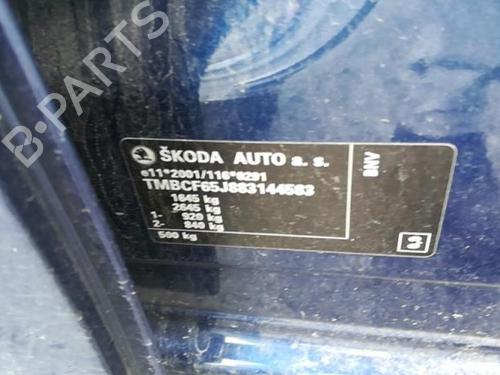 B-PARTS
ŠKODA AUTO a. s.
e11*2001/116*0291
TMBCF65J883144583
1645 kg
2645 kg
1- 920 kg
2- 840 kg
500 kg
BNV